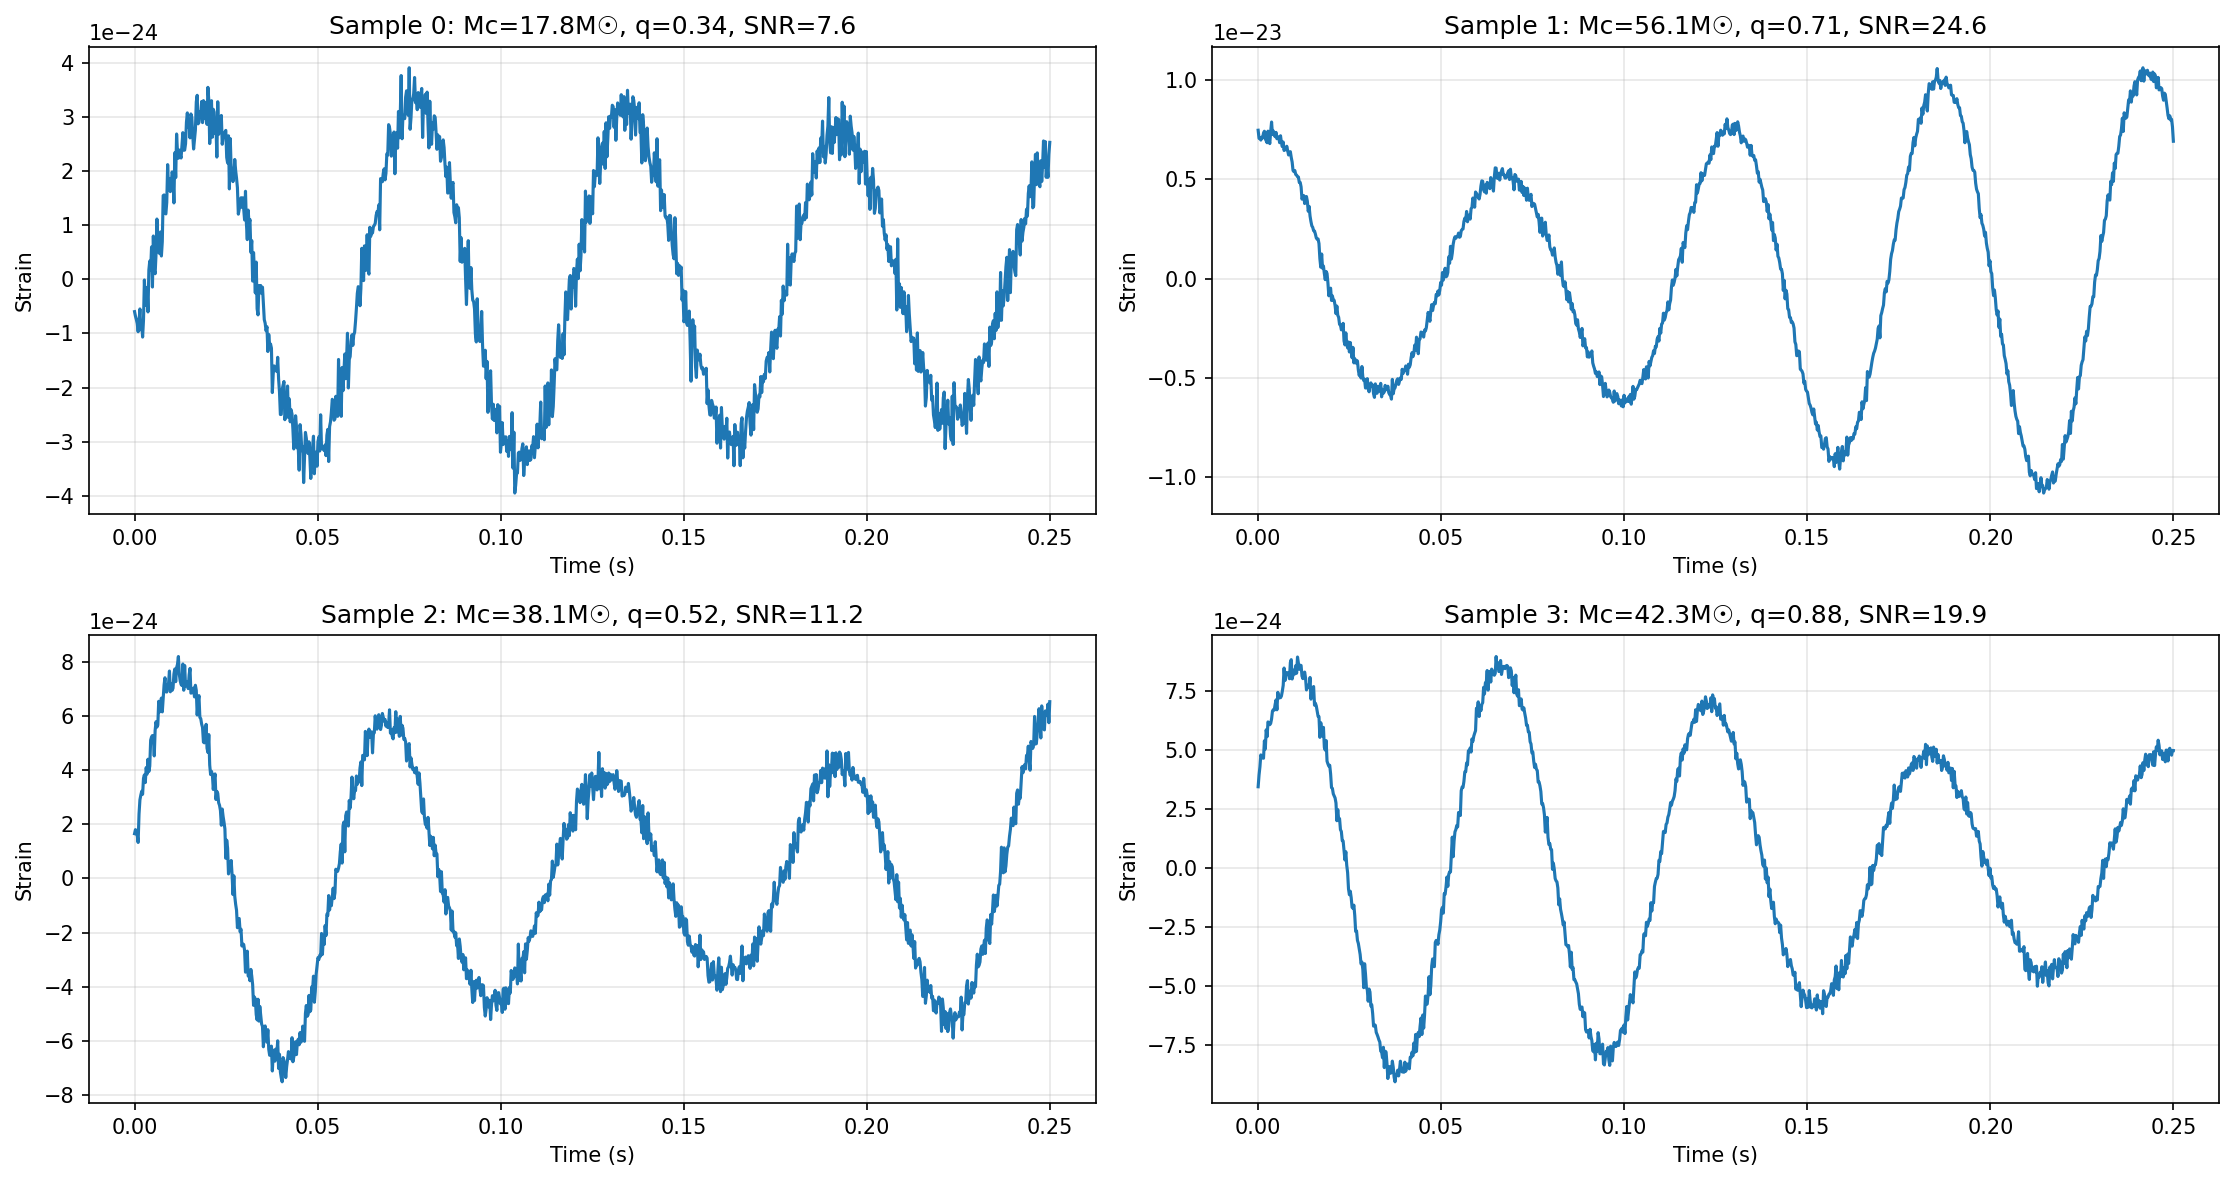 Sample 0: Mc=17.8M☉, q=0.34, SNR=7.6
1e−24
4
3
2
1
0
−1
−2
−3
−4
Strain
0.00 0.05 0.10 0.15 0.20 0.25
Time (s)
Sample 1: Mc=56.1M☉, q=0.71, SNR=24.6
1e−23
1.0
0.5
0.0
−0.5
−1.0
Strain
0.00 0.05 0.10 0.15 0.20 0.25
Time (s)
Sample 2: Mc=38.1M☉, q=0.52, SNR=11.2
1e−24
8
6
4
2
0
−2
−4
−6
−8
Strain
0.00 0.05 0.10 0.15 0.20 0.25
Time (s)
Sample 3: Mc=42.3M☉, q=0.88, SNR=19.9
1e−24
7.5
5.0
2.5
0.0
−2.5
−5.0
−7.5
Strain
0.00 0.05 0.10 0.15 0.20 0.25
Time (s)